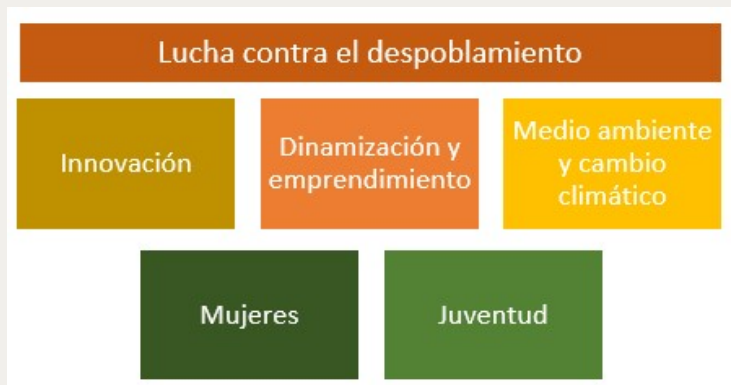 Lucha contra el despoblamiento
Innovación
Dinamización y
emprendimiento
Medio ambiente
y cambio
climático
Mujeres
Juventud